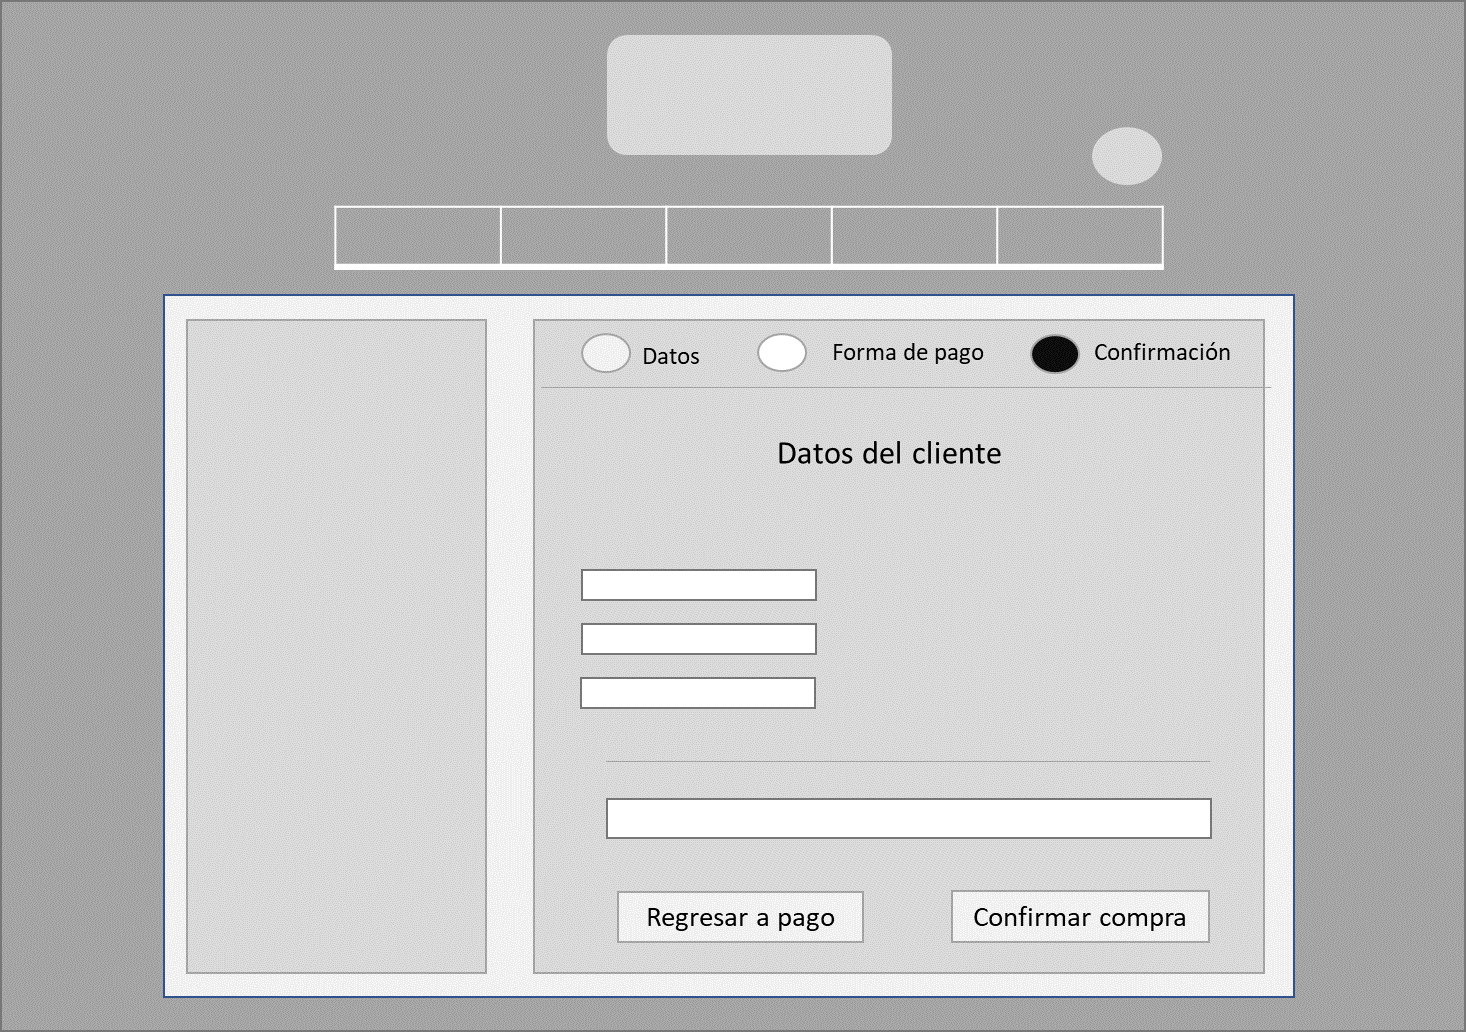 Datos
Forma de pago
Confirmación
Datos del cliente
Regresar a pago
Confirmar compra